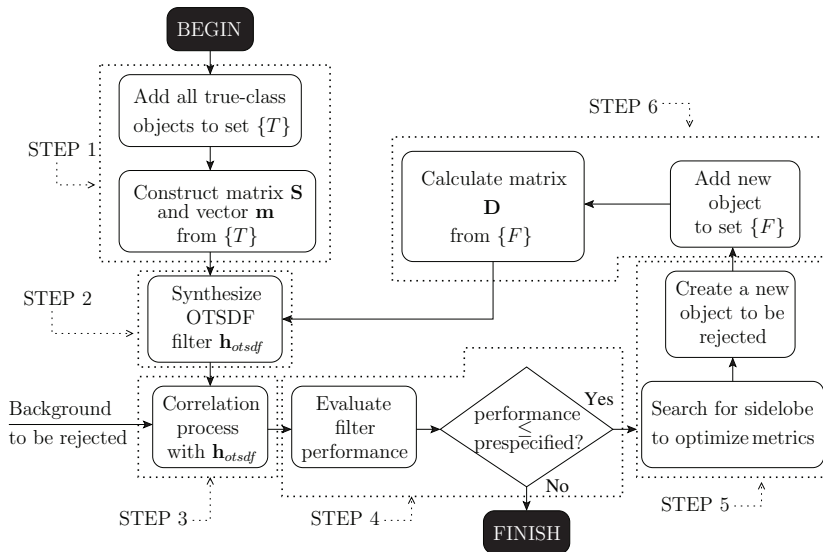 BEGIN
Add all true-class
objects to set {T}
STEP 1
Construct matrix S
and vector m
from {T}
STEP 2
Synthesize
OTSDF
filter h_otsdf
Background
to be rejected
Correlation
process
with h_otsdf
STEP 3
Evaluate
filter
performance
STEP 4
performance
≤
prespecified?
Yes
No
FINISH
Search for sidelobe
to optimize metrics
STEP 5
Create a new
object to be
rejected
STEP 6
Add new
object
to set {F}
Calculate matrix
D
from {F}